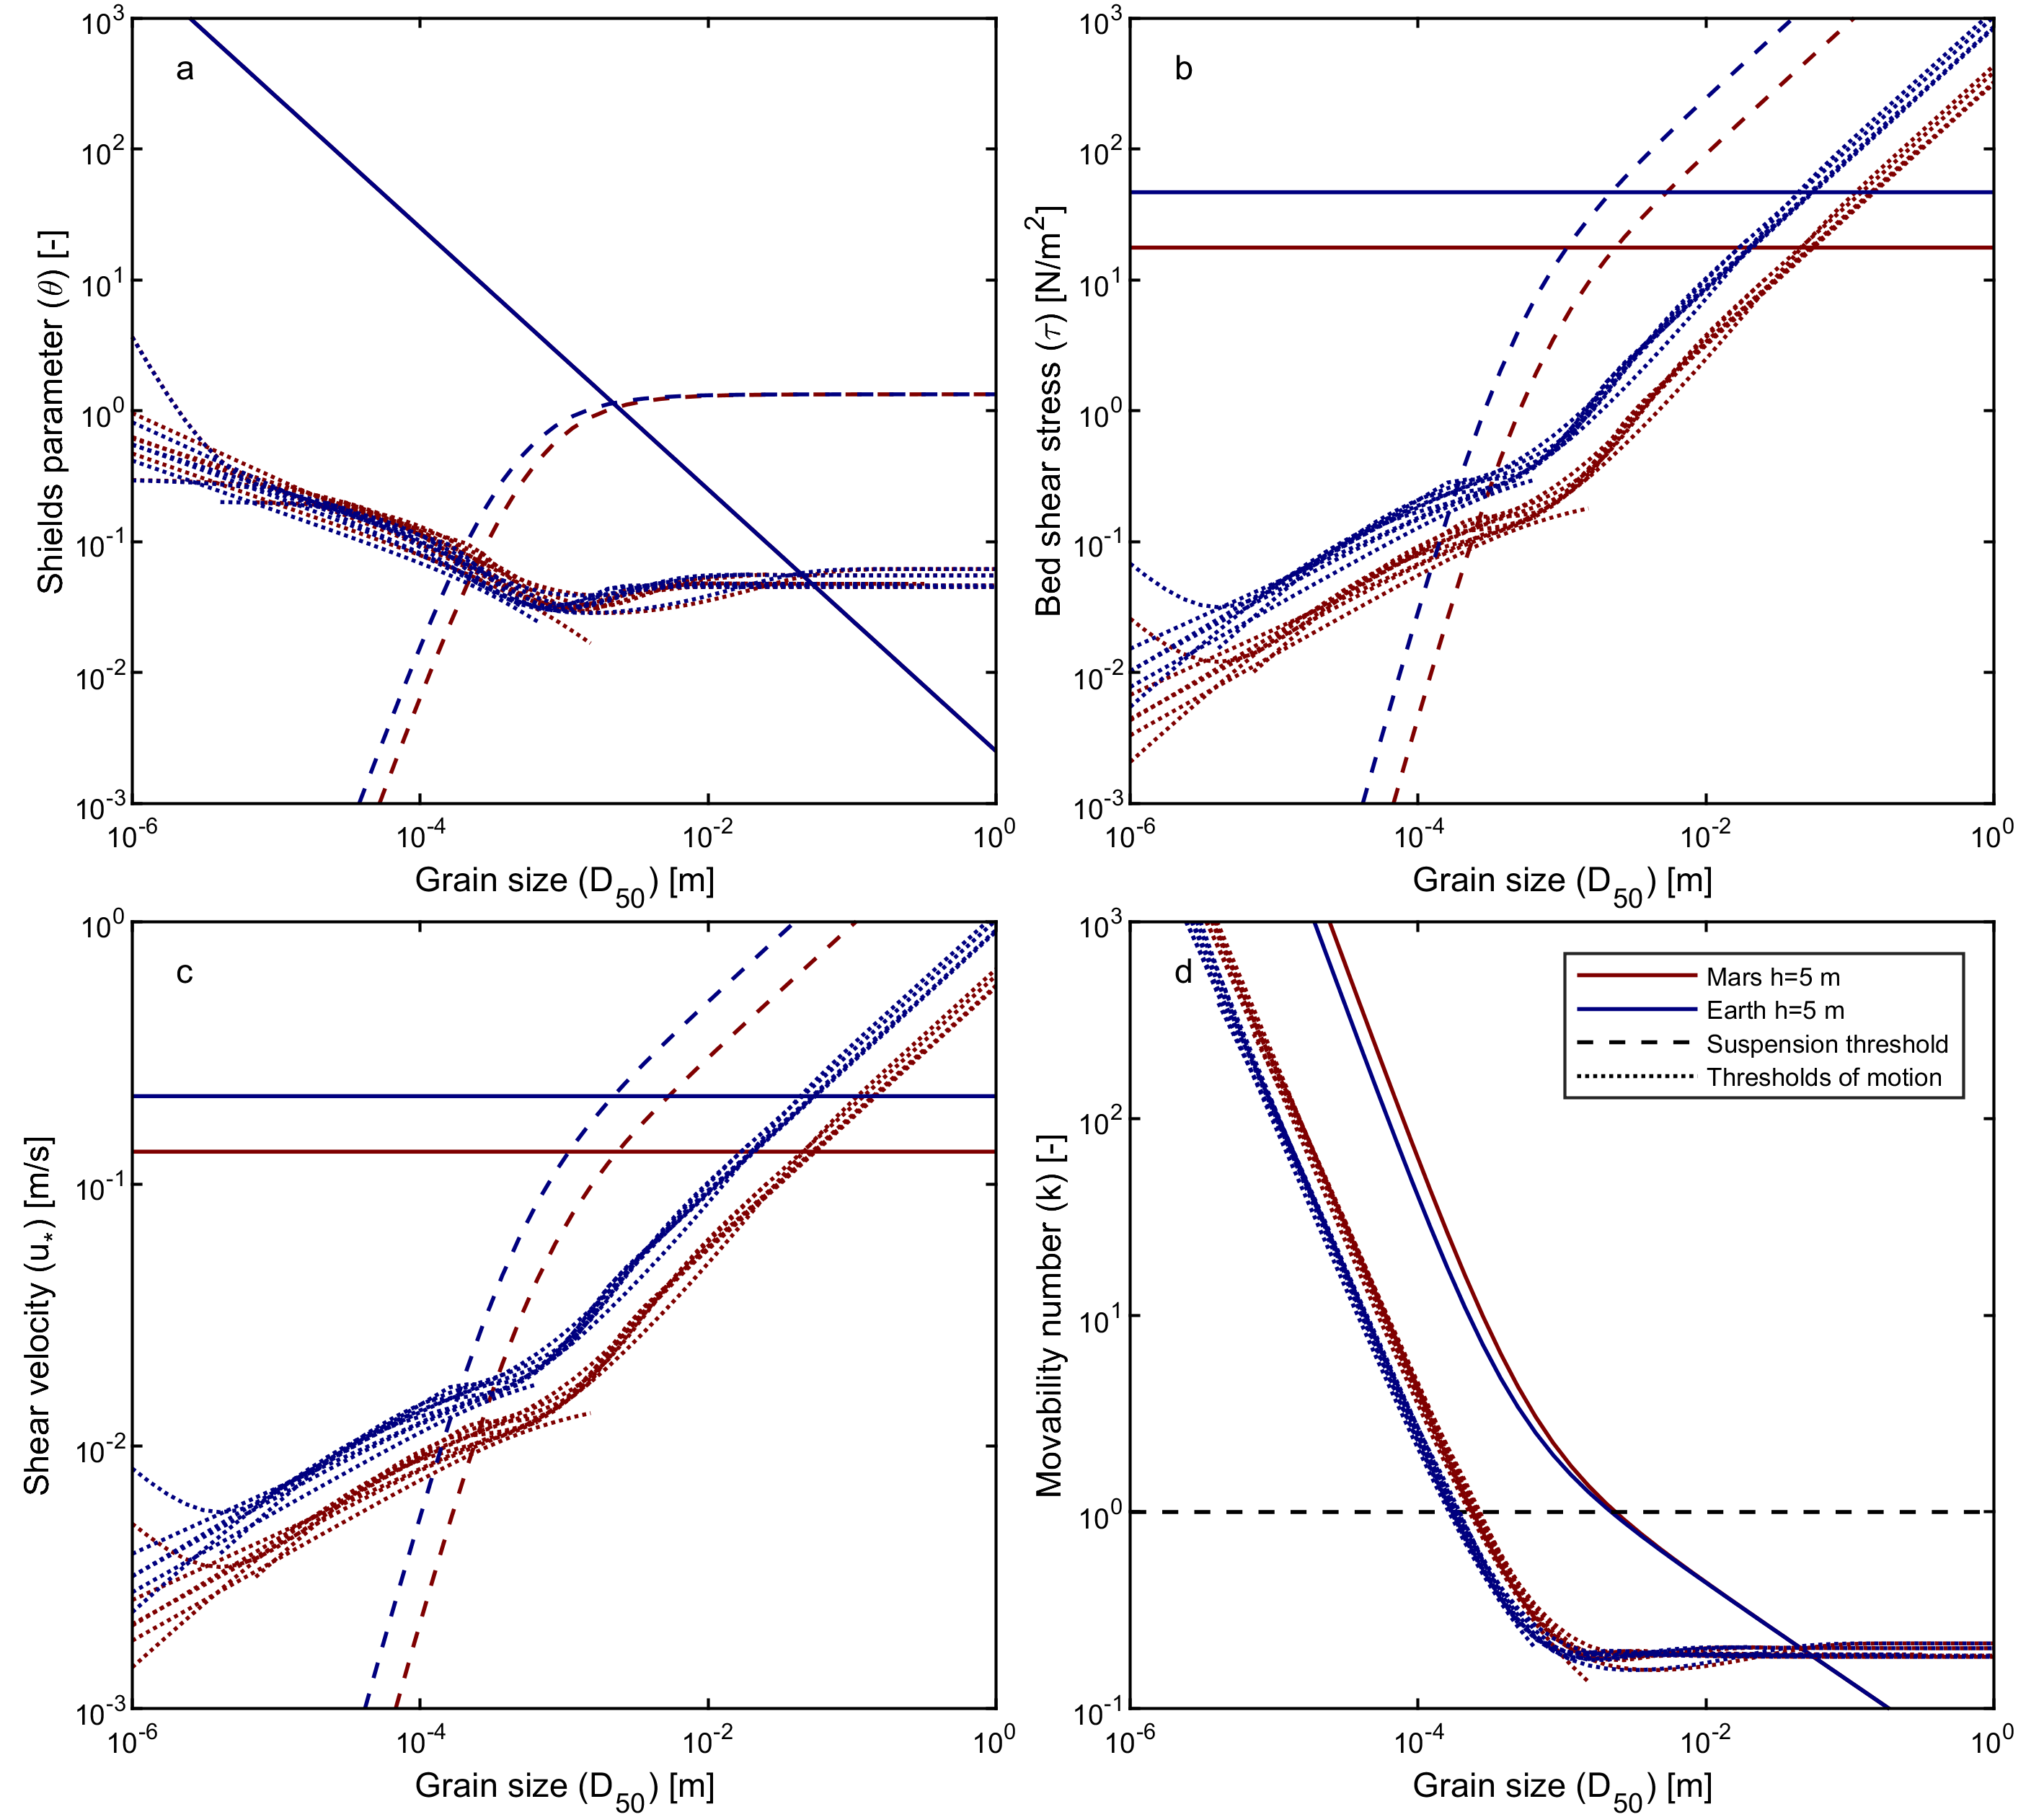 a
10^3
10^2
10^1
10^0
10^-1
10^-2
10^-3
Shields parameter (θ) [-]
10^-6
10^-4
10^-2
10^0
Grain size (D_50) [m]
b
10^3
10^2
10^1
10^0
10^-1
10^-2
10^-3
Bed shear stress (τ) [N/m^2]
10^-6
10^-4
10^-2
10^0
Grain size (D_50) [m]
c
10^0
10^-1
10^-2
10^-3
Shear velocity (u_*) [m/s]
10^-6
10^-4
10^-2
10^0
Grain size (D_50) [m]
d
10^3
10^2
10^1
10^0
10^-1
Movability number (k) [-]
Mars h=5 m
Earth h=5 m
Suspension threshold
Thresholds of motion
10^-6
10^-4
10^-2
10^0
Grain size (D_50) [m]